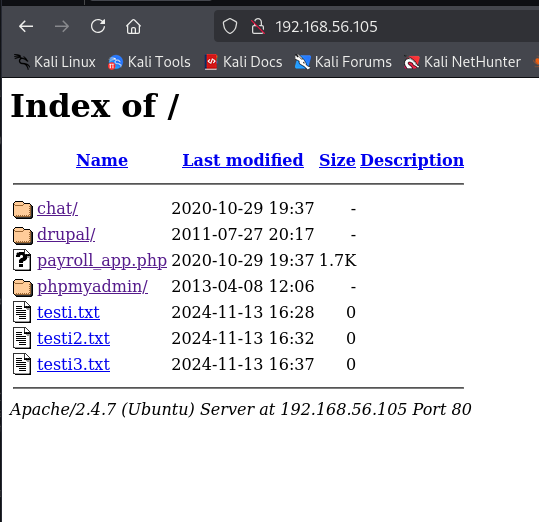 192.168.56.105
Kali Linux Kali Tools Kali Docs Kali Forums Kali NetHunter
Index of /
Name Last modified Size Description
chat/ 2020-10-29 19:37 -
drupal/ 2011-07-27 20:17 -
payroll_app.php 2020-10-29 19:37 1.7K
phpmyadmin/ 2013-04-08 12:06 -
testi.txt 2024-11-13 16:28 0
testi2.txt 2024-11-13 16:32 0
testi3.txt 2024-11-13 16:37 0
Apache/2.4.7 (Ubuntu) Server at 192.168.56.105 Port 80